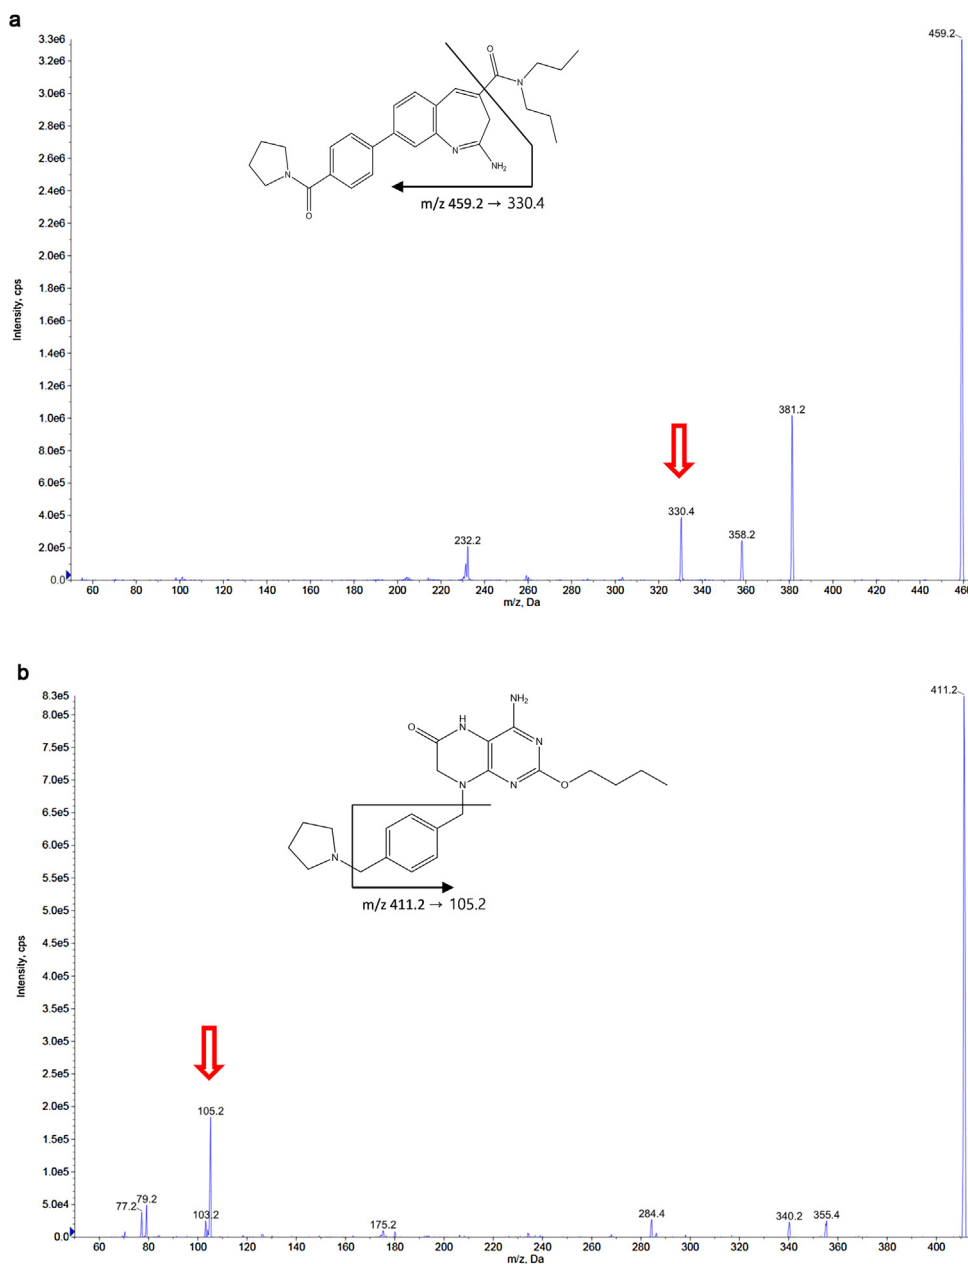 a
3.3e6
459.2
3.2e6
3.0e6
2.8e6
2.6e6
2.4e6
2.2e6
2.0e6
1.8e6
1.6e6
1.4e6
1.2e6
1.0e6
8.0e5
6.0e5
4.0e5
2.0e5
0.0
Intensity, cps
O
N
N
NH2
N
O
m/z 459.2 → 330.4
381.2
330.4
358.2
232.2
60 80 100 120 140 160 180 200 220 240 260 280 300 320 340 360 380 400 420 440 460
m/z, Da
b
8.3e5
411.2
8.0e5
7.5e5
7.0e5
6.5e5
6.0e5
5.5e5
5.0e5
4.5e5
4.0e5
3.5e5
3.0e5
2.5e5
2.0e5
1.5e5
1.0e5
5.0e4
0.0
Intensity, cps
NH2
H
O N N
N N O
N
m/z 411.2 → 105.2
105.2
77.2 79.2
103.2
175.2
284.4
340.2
355.4
60 80 100 120 140 160 180 200 220 240 260 280 300 320 340 360 380 400
m/z, Da